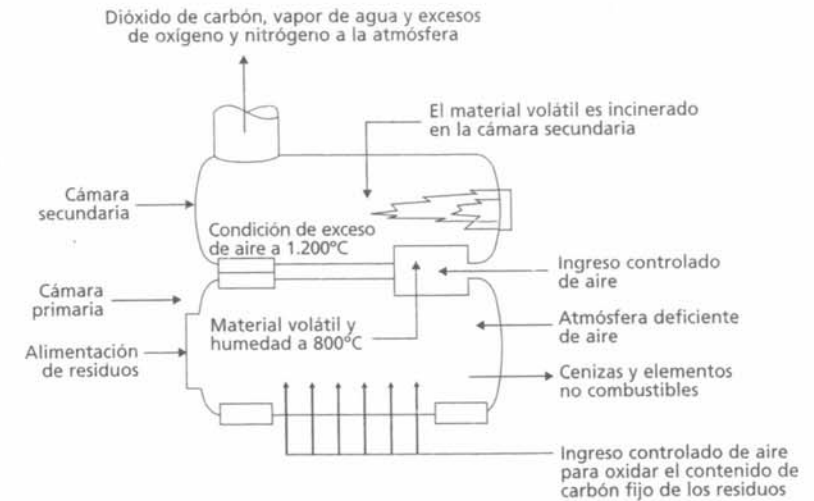 Dióxido de carbón, vapor de agua y excesos
de oxígeno y nitrógeno a la atmósfera
El material volátil es incinerado
en la cámara secundaria
Cámara
secundaria
Condición de exceso
de aire a 1.200ºC
Ingreso controlado
de aire
Cámara
primaria
Material volátil y
humedad a 800ºC
Atmósfera deficiente
de aire
Alimentación
de residuos
Cenizas y elementos
no combustibles
Ingreso controlado de aire
para oxidar el contenido de
carbón fijo de los residuos